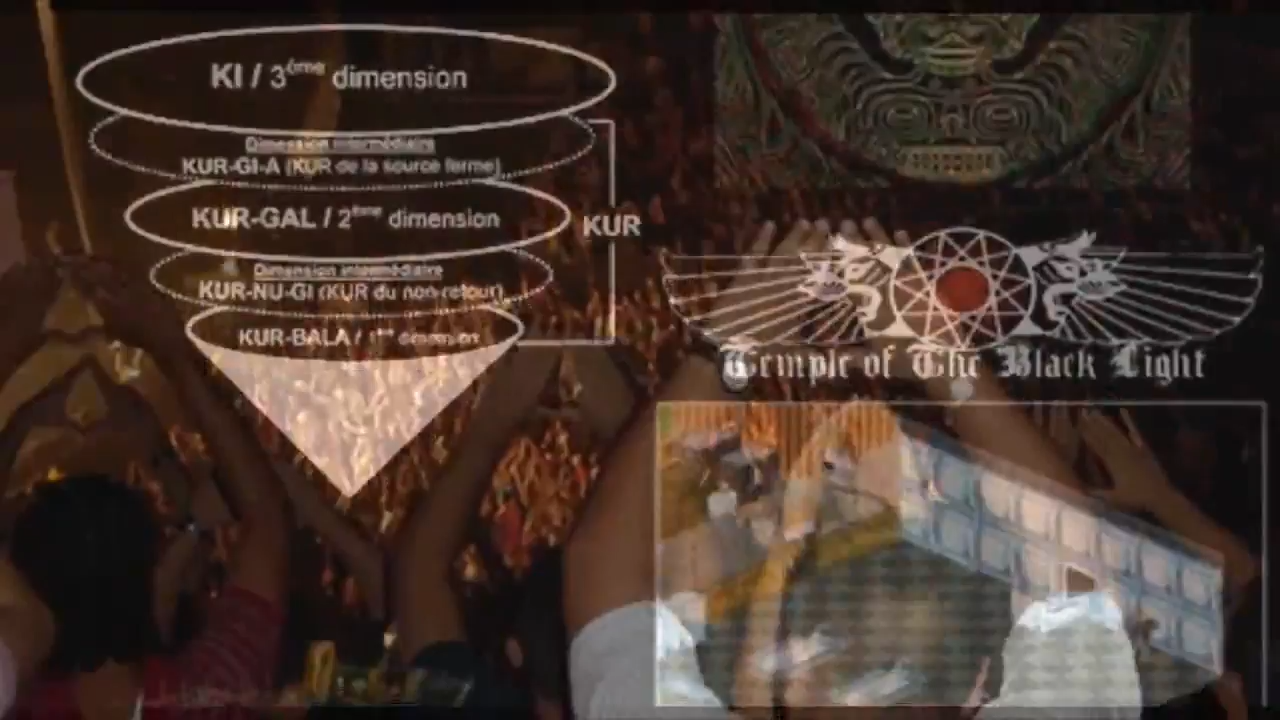 KI / 3ème dimension
Dimension intermédiaire
KUR-GI-A (KUR de la source ferme)
KUR-GAL / 2ème dimension
KUR
Dimension intermédiaire
KUR-NU-GI (KUR du non-retour)
KUR-BALA / 1ère dimension
Temple of The Black Light